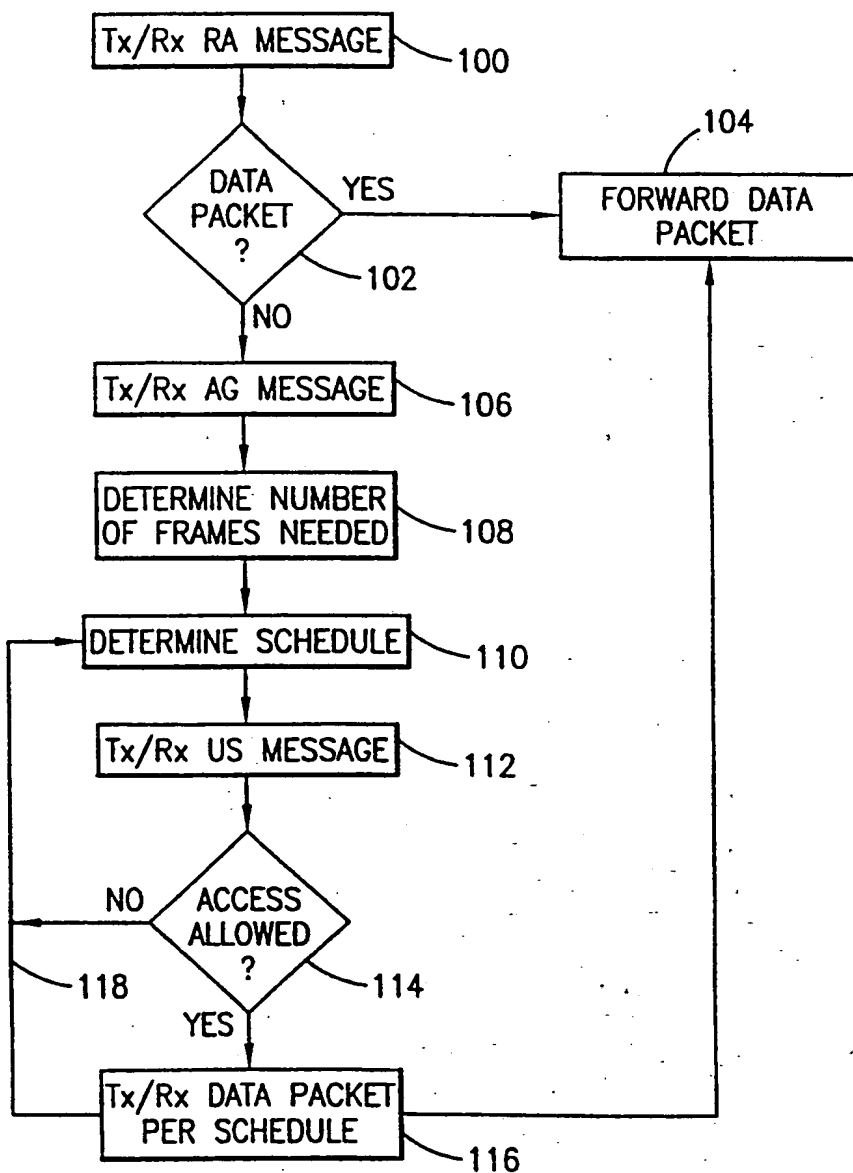 Tx/Rx RA MESSAGE
100
DATA
PACKET
?
YES
102
NO
104
FORWARD DATA
PACKET
Tx/Rx AG MESSAGE
106
DETERMINE NUMBER
OF FRAMES NEEDED
108
DETERMINE SCHEDULE
110
Tx/Rx US MESSAGE
112
NO
ACCESS
ALLOWED
?
118
114
YES
Tx/Rx DATA PACKET
PER SCHEDULE
116